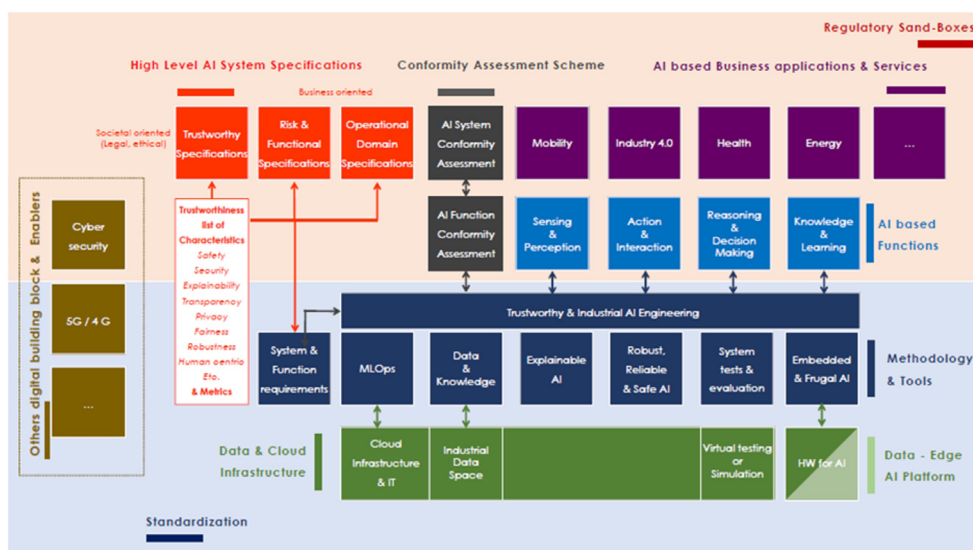 Regulatory Sand-Boxes
High Level AI System Specifications
Conformity Assessment Scheme
AI based Business applications & Services
Business oriented
Societal oriented
(Legal, ethical)
Trustworthy
Specifications
Risk &
Functional
Specifications
Operational
Domain
Specifications
AI System
Conformity
Assessment
Mobility
Industry 4.0
Health
Energy
...
Others digital building block & Enablers
Cyber
security
5G / 4 G
...
Trustworthiness
list of
Characteristics
Safety
Security
Explainability
Transparency
Privacy
Fairness
Robustness
Human centric
Etc.
& Metrics
AI Function
Conformity
Assessment
Sensing
&
Perception
Action
&
Interaction
Reasoning
&
Decision
Making
Knowledge
&
Learning
AI based
Functions
Trustworthy & Industrial AI Engineering
System &
Function
requirements
MLOps
Data
&
Knowledge
Explainable
AI
Robust,
Reliable
& Safe AI
System
tests &
evaluation
Embedded
& Frugal AI
Methodology
& Tools
Data & Cloud
Infrastructure
Cloud
Infrastructure
& IT
Industrial
Data
Space
Virtual testing
or
Simulation
HW for AI
Data - Edge
AI Platform
Standardization